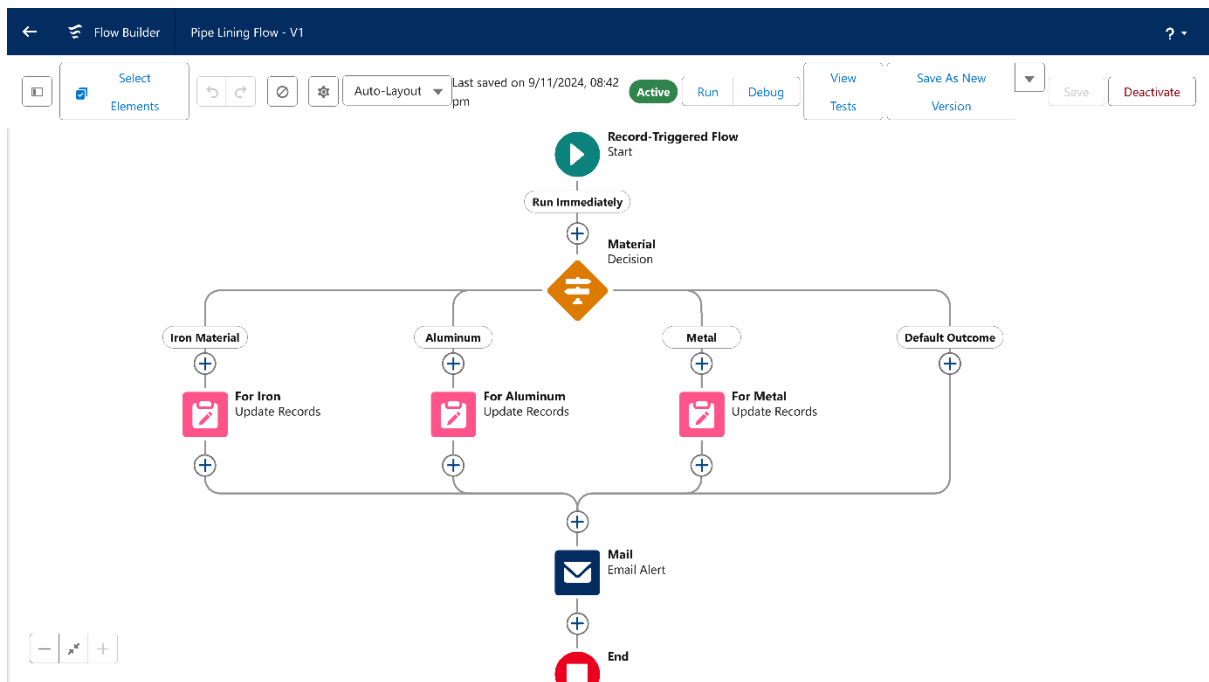 Flow Builder
Pipe Lining Flow - V1
?
Select
Elements
Auto-Layout
Last saved on 9/11/2024, 08:42
pm
Active
Run
Debug
View
Tests
Save As New
Version
Save
Deactivate
Record-Triggered Flow
Start
Run Immediately
Material
Decision
Iron Material
Aluminum
Metal
Default Outcome
For Iron
Update Records
For Aluminum
Update Records
For Metal
Update Records
Mail
Email Alert
End